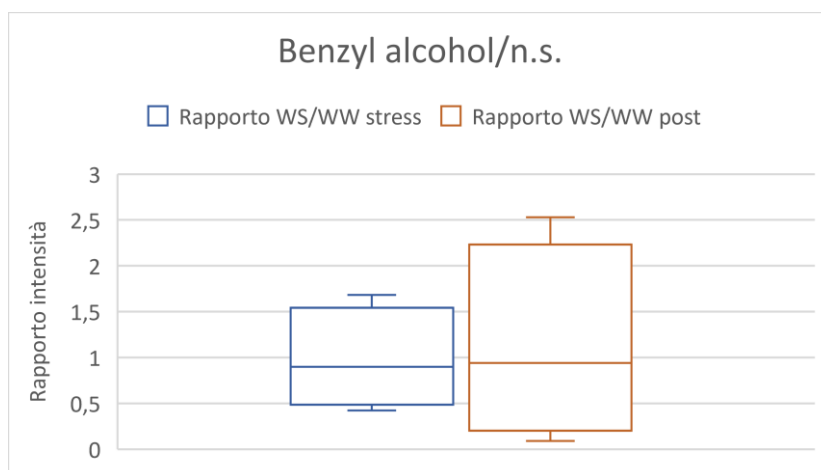 Benzyl alcohol/n.s.
Rapporto WS/WW stress Rapporto WS/WW post
3
2,5
2
1,5
1
0,5
0
Rapporto intensità